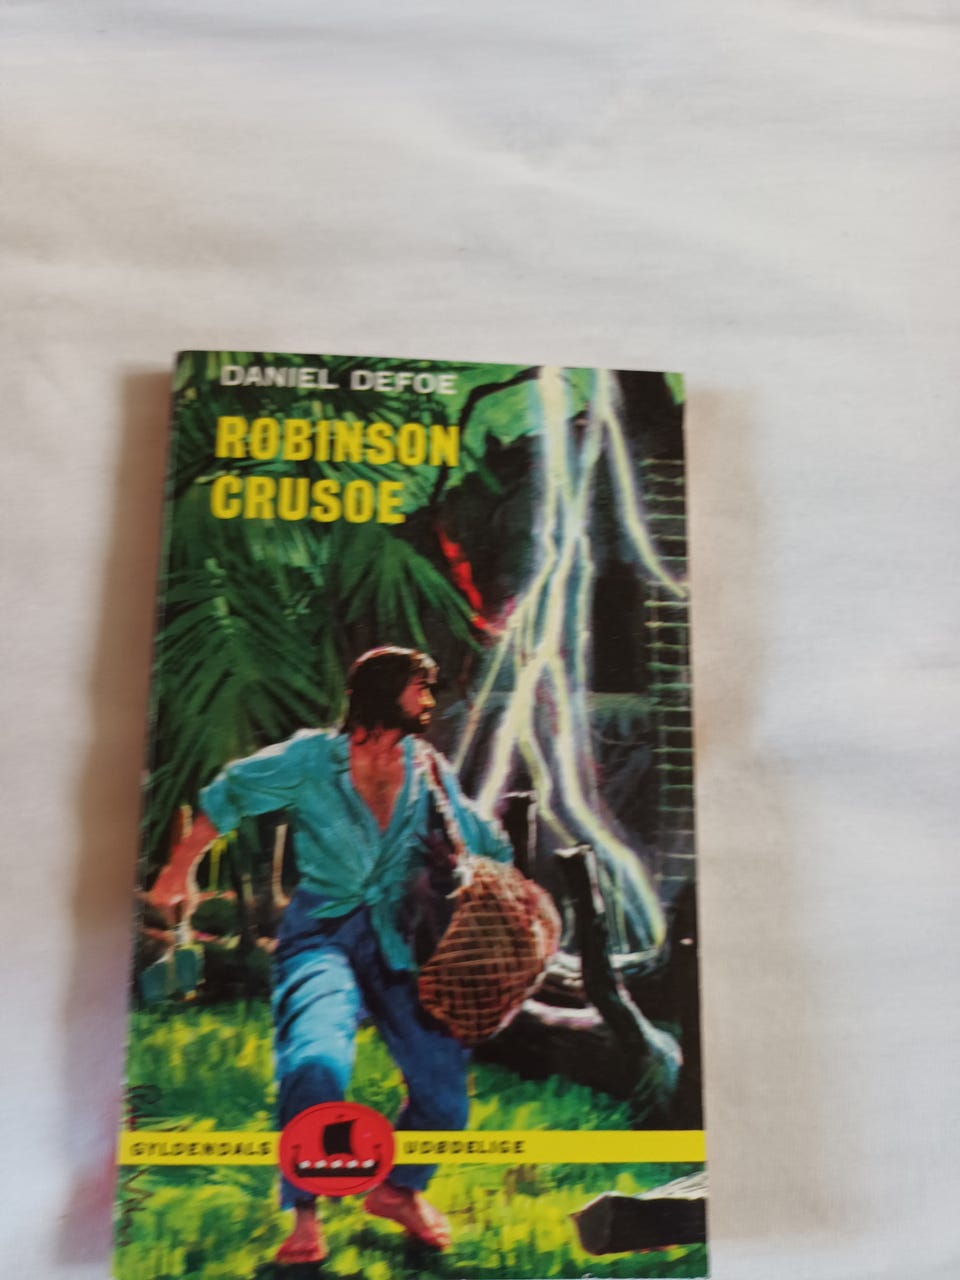 DANIEL DEFOE
ROBINSON
CRUSOE
GYLDENDALS UDØDELIGE